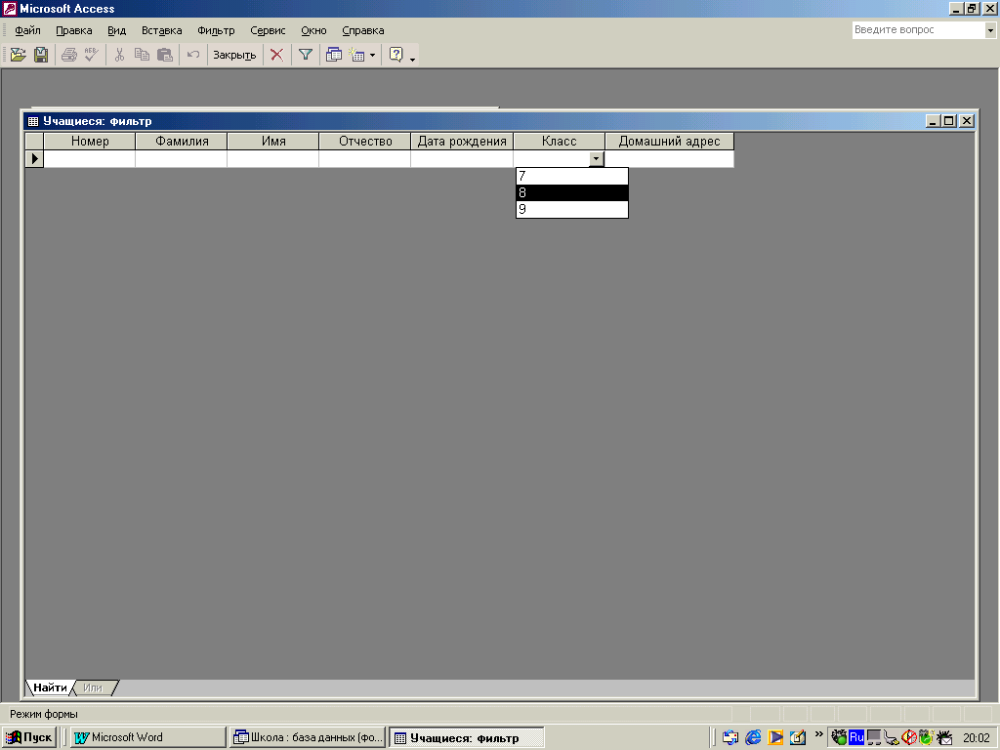 Microsoft Access
Файл Правка Вид Вставка Фильтр Сервис Окно Справка
Введите вопрос
Закрыть
Учащиеся: фильтр
Номер Фамилия Имя Отчество Дата рождения Класс Домашний адрес
7
8
9
Найти Или
Режим формы
Пуск Microsoft Word Школа : база данных (фо... Учащиеся: фильтр » Ru 20:02